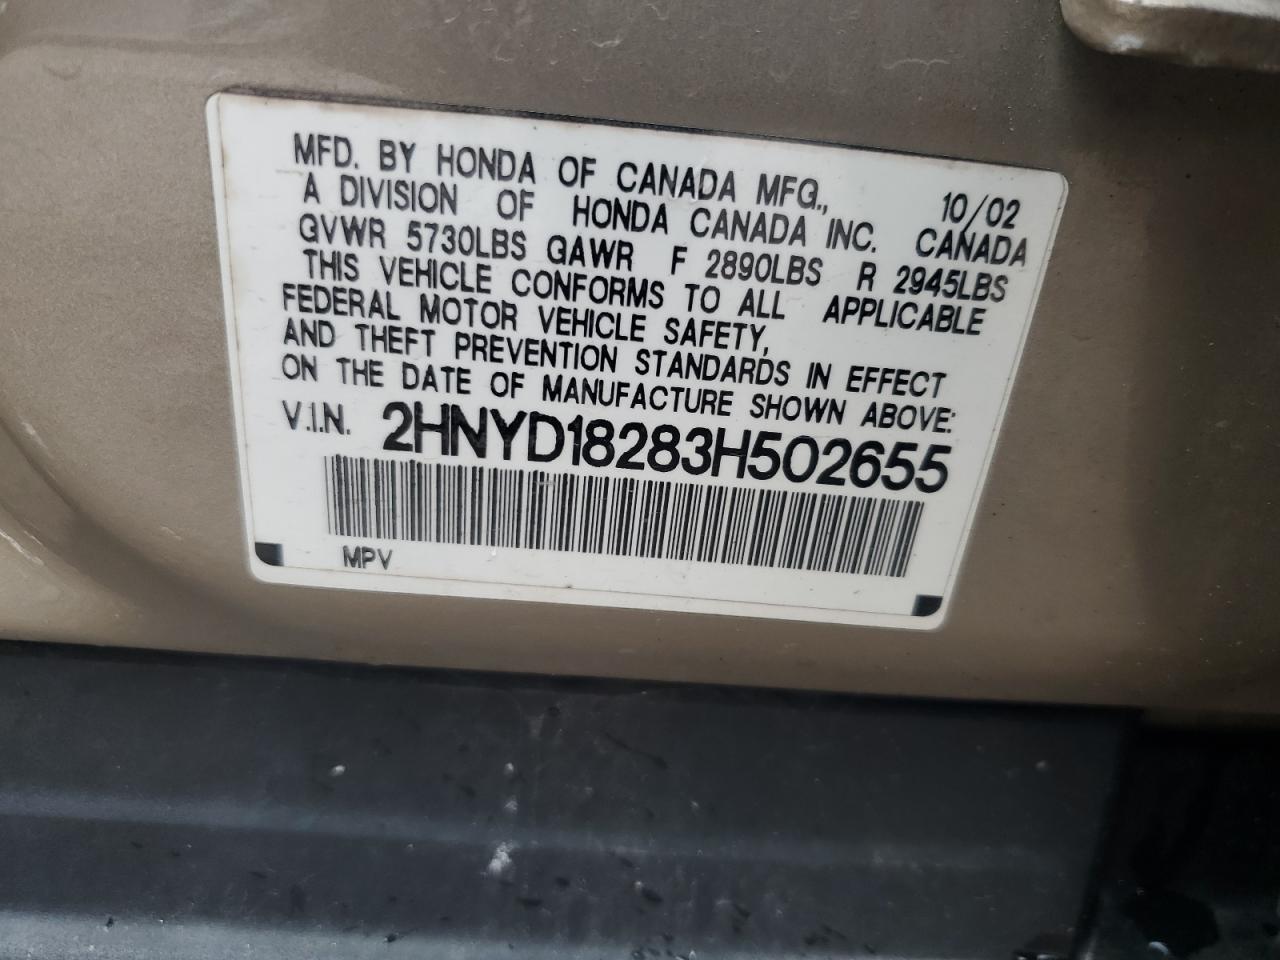 MFD. BY HONDA OF CANADA MFG., 10/02
A DIVISION OF HONDA CANADA INC. CANADA
GVWR 5730LBS GAWR F 2890LBS R 2945LBS
THIS VEHICLE CONFORMS TO ALL APPLICABLE
FEDERAL MOTOR VEHICLE SAFETY,
AND THEFT PREVENTION STANDARDS IN EFFECT
ON THE DATE OF MANUFACTURE SHOWN ABOVE:
V.I.N. 2HNYD18283H502655
MPV